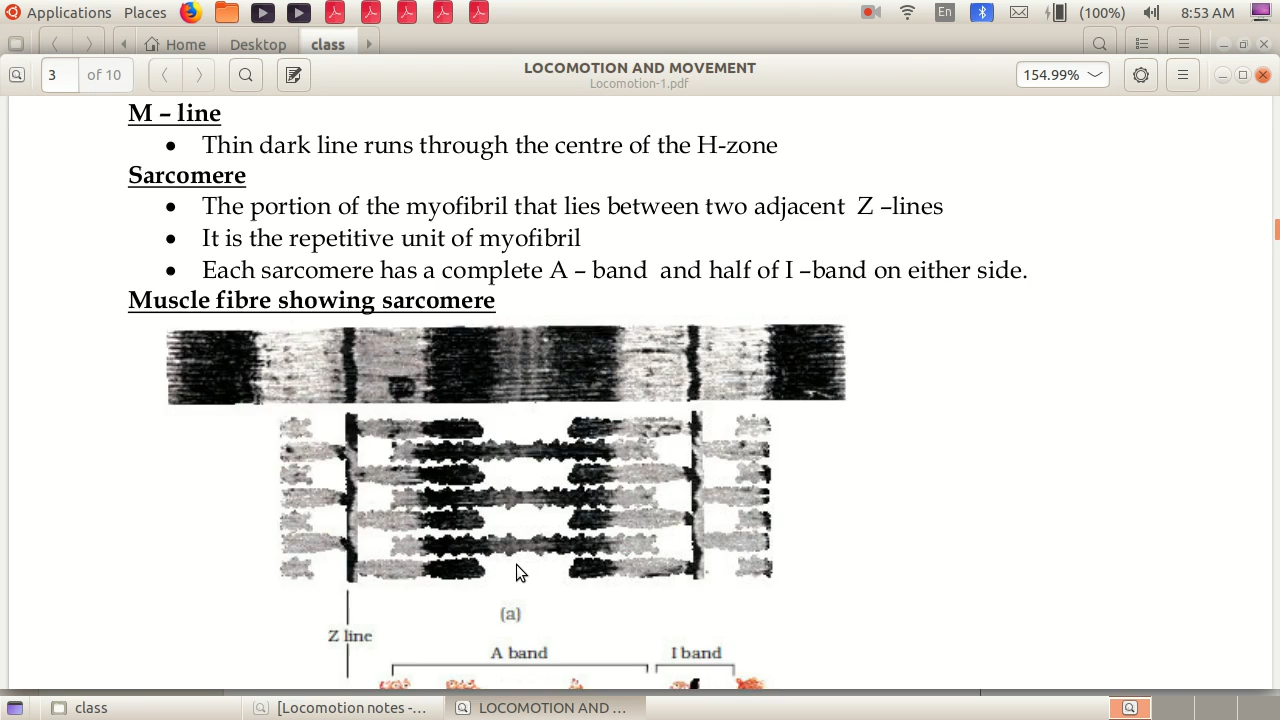 Applications Places En (100%) 8:53 AM
Home Desktop class
3 of 10 LOCOMOTION AND MOVEMENT 154.99%
Locomotion-1.pdf
M – line
• Thin dark line runs through the centre of the H-zone
Sarcomere
• The portion of the myofibril that lies between two adjacent Z –lines
• It is the repetitive unit of myofibril
• Each sarcomere has a complete A – band and half of I –band on either side.
Muscle fibre showing sarcomere
(a)
Z line
A band I band
class [Locomotion notes -... LOCOMOTION AND ...